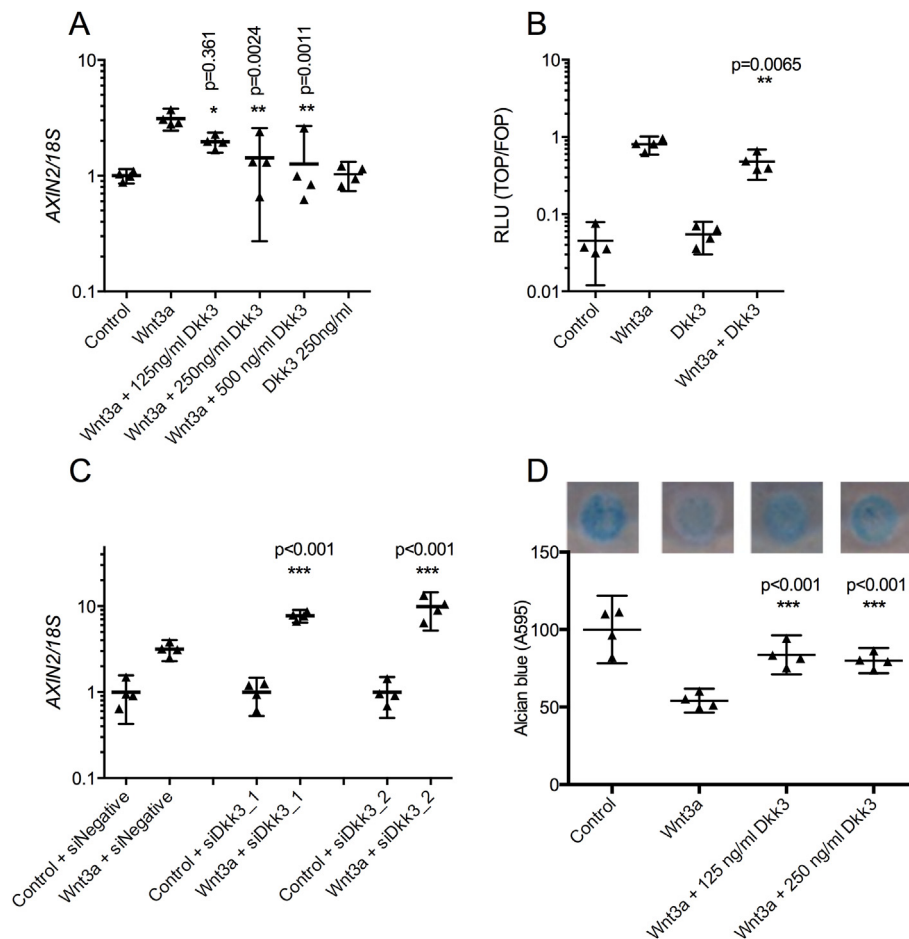 A
p=0.361
p=0.0024
p=0.0011
*
**
**
10
1
0.1
AXIN2/18S
Control
Wnt3a
Wnt3a + 125ng/ml Dkk3
Wnt3a + 250ng/ml Dkk3
Wnt3a + 500 ng/ml Dkk3
Dkk3 250ng/ml
B
p=0.0065
**
10
1
0.1
0.01
RLU (TOP/FOP)
Control
Wnt3a
Dkk3
Wnt3a + Dkk3
C
p<0.001
p<0.001
***
***
10
1
0.1
AXIN2/18S
Control + siNegative
Wnt3a + siNegative
Control + siDkk3_1
Wnt3a + siDkk3_1
Control + siDkk3_2
Wnt3a + siDkk3_2
D
150
100
50
0
p<0.001
p<0.001
***
***
Alcian blue (A595)
Control
Wnt3a
Wnt3a + 125 ng/ml Dkk3
Wnt3a + 250 ng/ml Dkk3